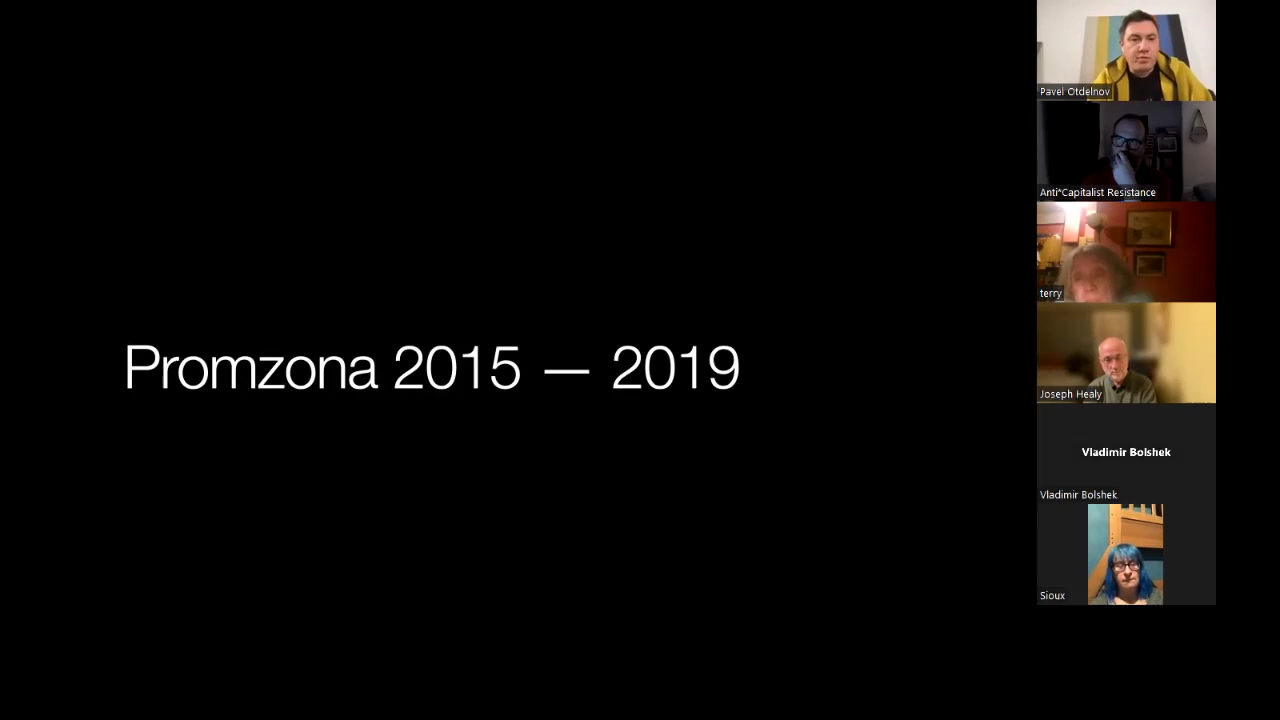 Promzona 2015 — 2019
Pavel Otdelnov
Anti*Capitalist Resistance
terry
Joseph Healy
Vladimir Bolshek
Vladimir Bolshek
Sioux